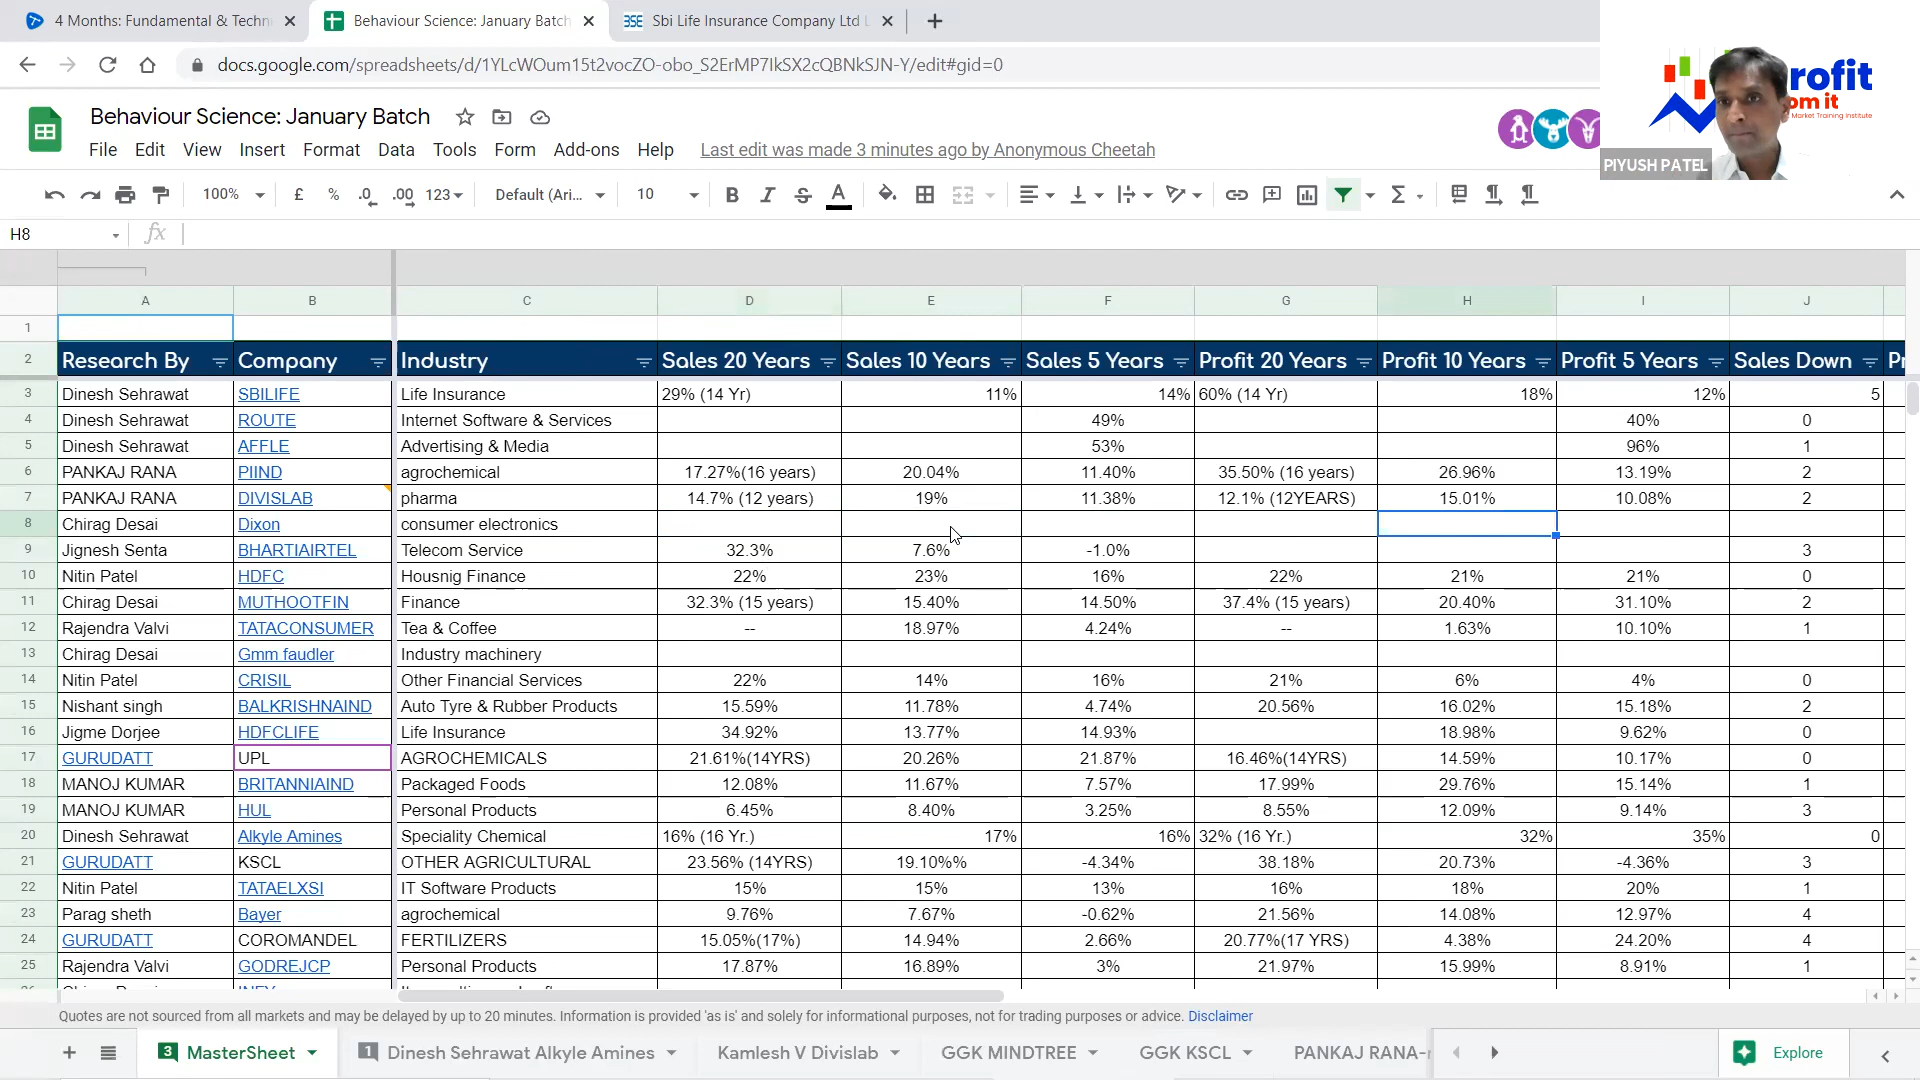 4 Months: Fundamental & Techni
Behaviour Science: January Batch
BSE Sbi Life Insurance Company Ltd L
docs.google.com/spreadsheets/d/1YLcWOum15t2vocZO-obo_S2ErMP7IkSX2cQBNkSJN-Y/edit#gid=0
rofit
om it
Market Training Institute
PIYUSH PATEL
Behaviour Science: January Batch
File Edit View Insert Format Data Tools Form Add-ons Help Last edit was made 3 minutes ago by Anonymous Cheetah
100% £ % .0 .00 123 Default (Ari... 10 B I S A Σ
H8 fx
A B C D E F G H I J
1
2 Research By Company Industry Sales 20 Years Sales 10 Years Sales 5 Years Profit 20 Years Profit 10 Years Profit 5 Years Sales Down Pr
3 Dinesh Sehrawat SBILIFE Life Insurance 29% (14 Yr) 11% 14% 60% (14 Yr) 18% 12% 5
4 Dinesh Sehrawat ROUTE Internet Software & Services 49% 40% 0
5 Dinesh Sehrawat AFFLE Advertising & Media 53% 96% 1
6 PANKAJ RANA PIIND agrochemical 17.27%(16 years) 20.04% 11.40% 35.50% (16 years) 26.96% 13.19% 2
7 PANKAJ RANA DIVISLAB pharma 14.7% (12 years) 19% 11.38% 12.1% (12YEARS) 15.01% 10.08% 2
8 Chirag Desai Dixon consumer electronics
9 Jignesh Senta BHARTIAIRTEL Telecom Service 32.3% 7.6% -1.0% 3
10 Nitin Patel HDFC Housnig Finance 22% 23% 16% 22% 21% 21% 0
11 Chirag Desai MUTHOOTFIN Finance 32.3% (15 years) 15.40% 14.50% 37.4% (15 years) 20.40% 31.10% 2
12 Rajendra Valvi TATACONSUMER Tea & Coffee -- 18.97% 4.24% -- 1.63% 10.10% 1
13 Chirag Desai Gmm faudler Industry machinery
14 Nitin Patel CRISIL Other Financial Services 22% 14% 16% 21% 6% 4% 0
15 Nishant singh BALKRISHNAIND Auto Tyre & Rubber Products 15.59% 11.78% 4.74% 20.56% 16.02% 15.18% 2
16 Jigme Dorjee HDFCLIFE Life Insurance 34.92% 13.77% 14.93% 18.98% 9.62% 0
17 GURUDATT UPL AGROCHEMICALS 21.61%(14YRS) 20.26% 21.87% 16.46%(14YRS) 14.59% 10.17% 0
18 MANOJ KUMAR BRITANNIAIND Packaged Foods 12.08% 11.67% 7.57% 17.99% 29.76% 15.14% 1
19 MANOJ KUMAR HUL Personal Products 6.45% 8.40% 3.25% 8.55% 12.09% 9.14% 3
20 Dinesh Sehrawat Alkyle Amines Speciality Chemical 16% (16 Yr.) 17% 16% 32% (16 Yr.) 32% 35% 0
21 GURUDATT KSCL OTHER AGRICULTURAL 23.56% (14YRS) 19.10%% -4.34% 38.18% 20.73% -4.36% 3
22 Nitin Patel TATAELXSI IT Software Products 15% 15% 13% 16% 18% 20% 1
23 Parag sheth Bayer agrochemical 9.76% 7.67% -0.62% 21.56% 14.08% 12.97% 4
24 GURUDATT COROMANDEL FERTILIZERS 15.05%(17%) 14.94% 2.66% 20.77%(17 YRS) 4.38% 24.20% 4
25 Rajendra Valvi GODREJCP Personal Products 17.87% 16.89% 3% 21.97% 15.99% 8.91% 1
Quotes are not sourced from all markets and may be delayed by up to 20 minutes. Information is provided 'as is' and solely for informational purposes, not for trading purposes or advice. Disclaimer
3 MasterSheet 1 Dinesh Sehrawat Alkyle Amines Kamlesh V Divislab GGK MINDTREE GGK KSCL PANKAJ RANA- Explore